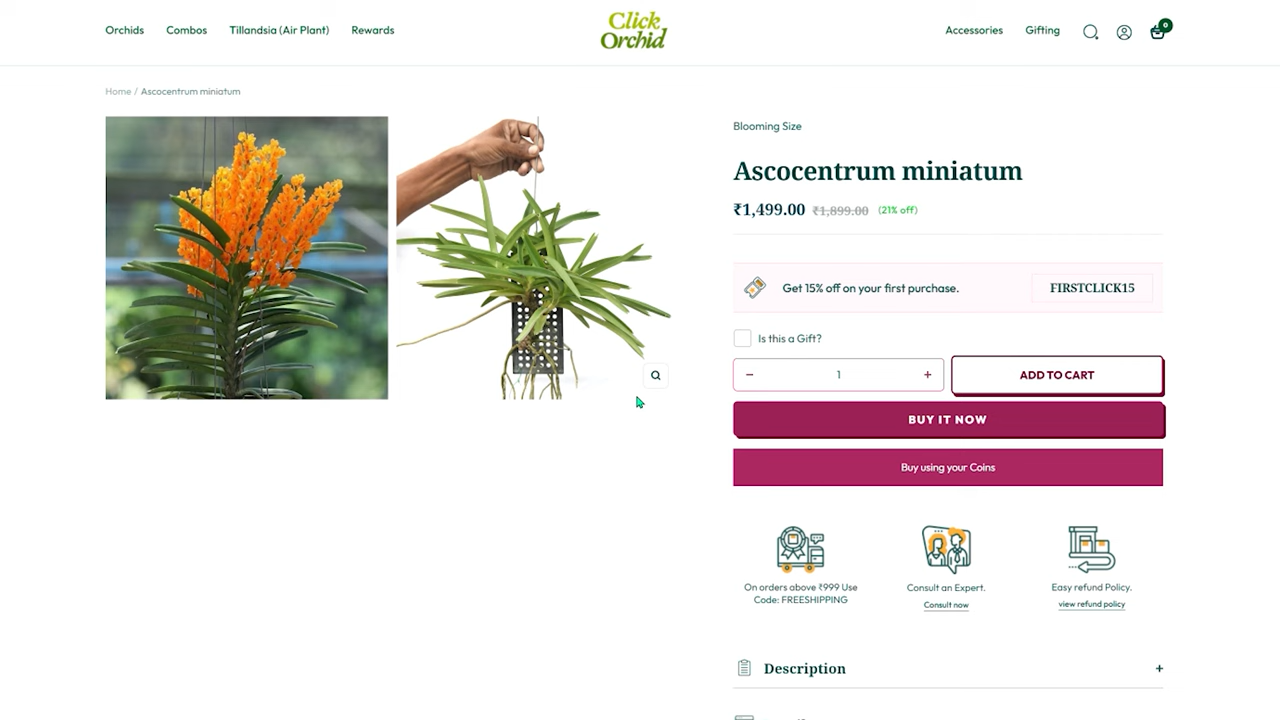 Orchids Combos Tillandsia (Air Plant) Rewards Click Orchid Accessories Gifting 0
Home / Ascocentrum miniatum
Blooming Size
Ascocentrum miniatum
₹1,499.00 ₹1,899.00 (21% off)
Get 15% off on your first purchase. FIRSTCLICK15
Is this a Gift?
− 1 + ADD TO CART
BUY IT NOW
Buy using your Coins
On orders above ₹999 Use
Code: FREESHIPPING
Consult an Expert.
Consult now
Easy refund Policy.
view refund policy
Description +